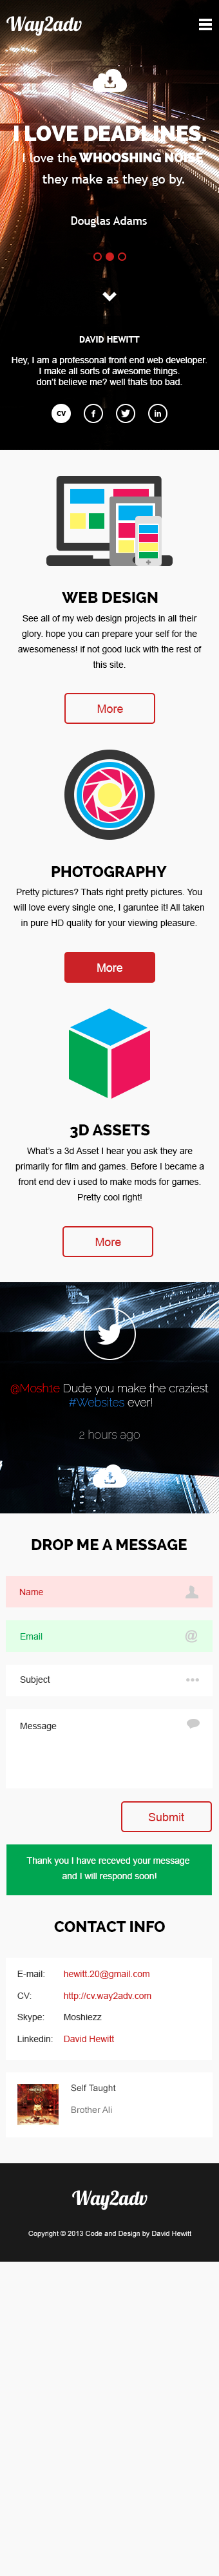 Way2adv
I LOVE DEADLINES.
I love the WHOOSHING NOISE
they make as they go by.
Douglas Adams
DAVID HEWITT
Hey, I am a professional front end web developer.
I make all sorts of awesome things.
don't believe me? well thats too bad.
CV f in
WEB DESIGN
See all of my web design projects in all their
glory. hope you can prepare your self for the
awesomeness! if not good luck with the rest of
this site.
More
PHOTOGRAPHY
Pretty pictures? Thats right pretty pictures. You
will love every single one, I garuntee it! All taken
in pure HD quality for your viewing pleasure.
More
3D ASSETS
What's a 3d Asset I hear you ask they are
primarily for film and games. Before I became a
front end dev i used to make mods for games.
Pretty cool right!
More
@Mosh1e Dude you make the craziest
#Websites ever!
2 hours ago
DROP ME A MESSAGE
Name
Email @
Subject
Message
Submit
Thank you I have receved your message
and I will respond soon!
CONTACT INFO
E-mail: hewitt.20@gmail.com
CV: http://cv.way2adv.com
Skype: Moshiezz
Linkedin: David Hewitt
Self Taught
Brother Ali
Way2adv
Copyright © 2013 Code and Design by David Hewitt